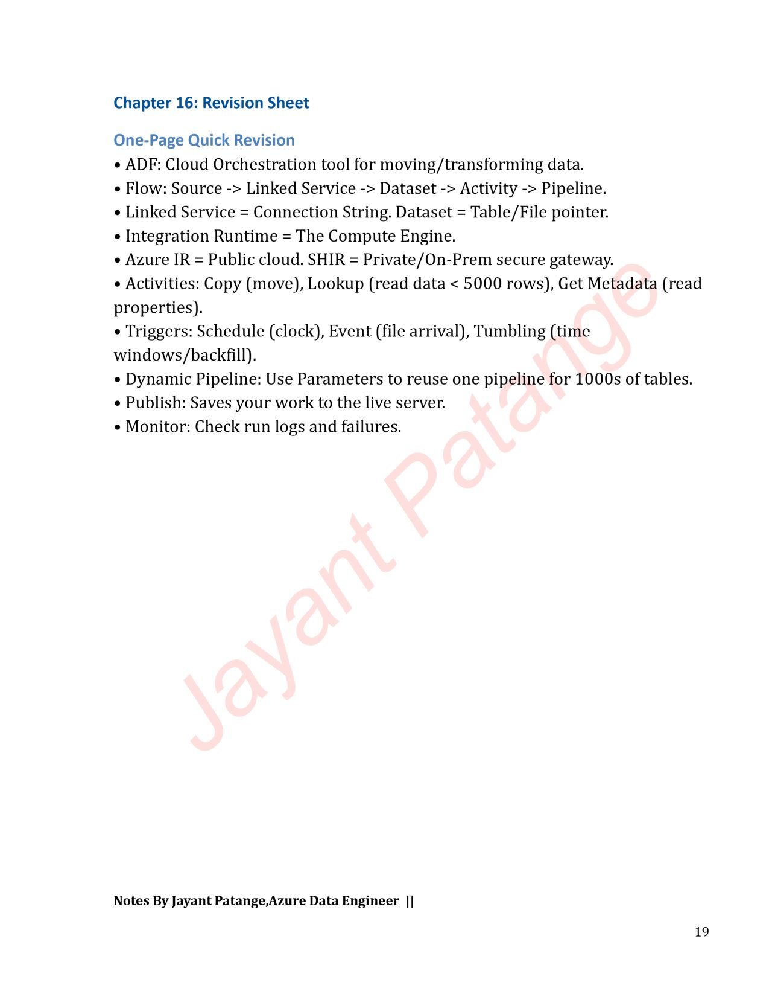 Chapter 16: Revision Sheet
One-Page Quick Revision
• ADF: Cloud Orchestration tool for moving/transforming data.
• Flow: Source -> Linked Service -> Dataset -> Activity -> Pipeline.
• Linked Service = Connection String. Dataset = Table/File pointer.
• Integration Runtime = The Compute Engine.
• Azure IR = Public cloud. SHIR = Private/On-Prem secure gateway.
• Activities: Copy (move), Lookup (read data < 5000 rows), Get Metadata (read
properties).
• Triggers: Schedule (clock), Event (file arrival), Tumbling (time
windows/backfill).
• Dynamic Pipeline: Use Parameters to reuse one pipeline for 1000s of tables.
• Publish: Saves your work to the live server.
• Monitor: Check run logs and failures.
Jayant Patange
Notes By Jayant Patange,Azure Data Engineer ||
19